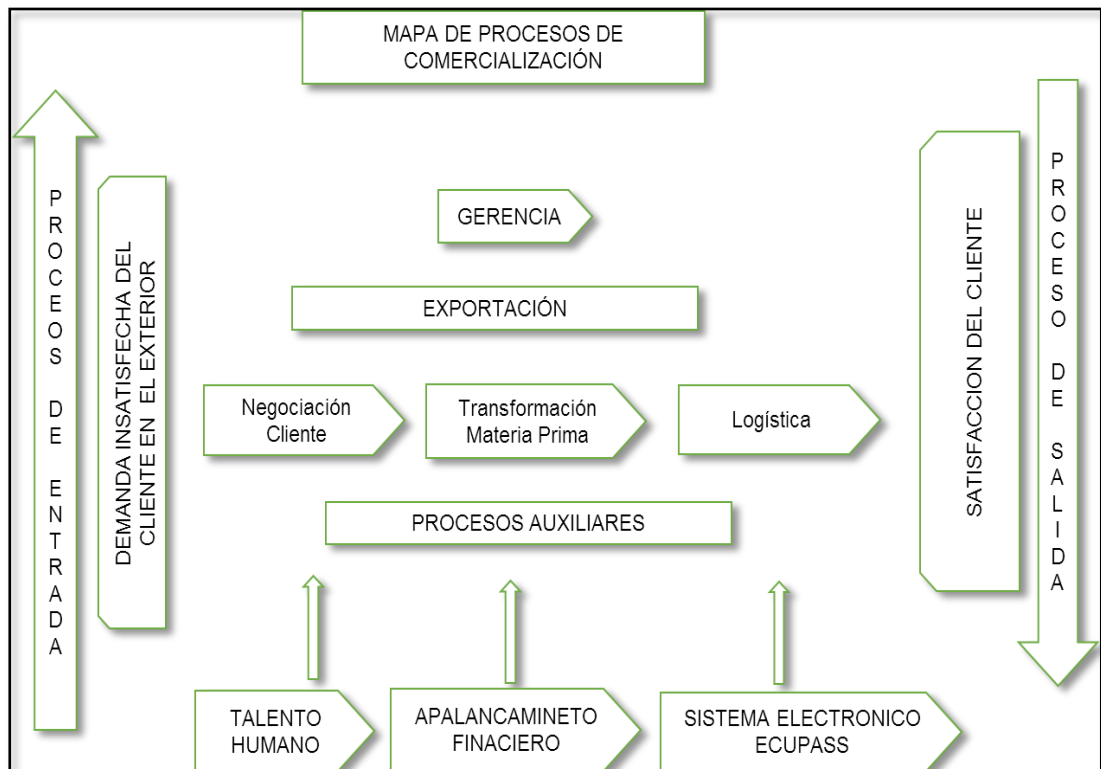 MAPA DE PROCESOS DE
COMERCIALIZACIÓN
PROCEOS DE ENTRADA
DEMANDA INSATISFECHA DEL
CLIENTE EN EL EXTERIOR
GERENCIA
EXPORTACIÓN
Negociación
Cliente
Transformación
Materia Prima
Logística
PROCESOS AUXILIARES
TALENTO
HUMANO
APALANCAMINETO
FINACIERO
SISTEMA ELECTRONICO
ECUPASS
SATISFACCION DEL CLIENTE
PROCESO DE SALIDA